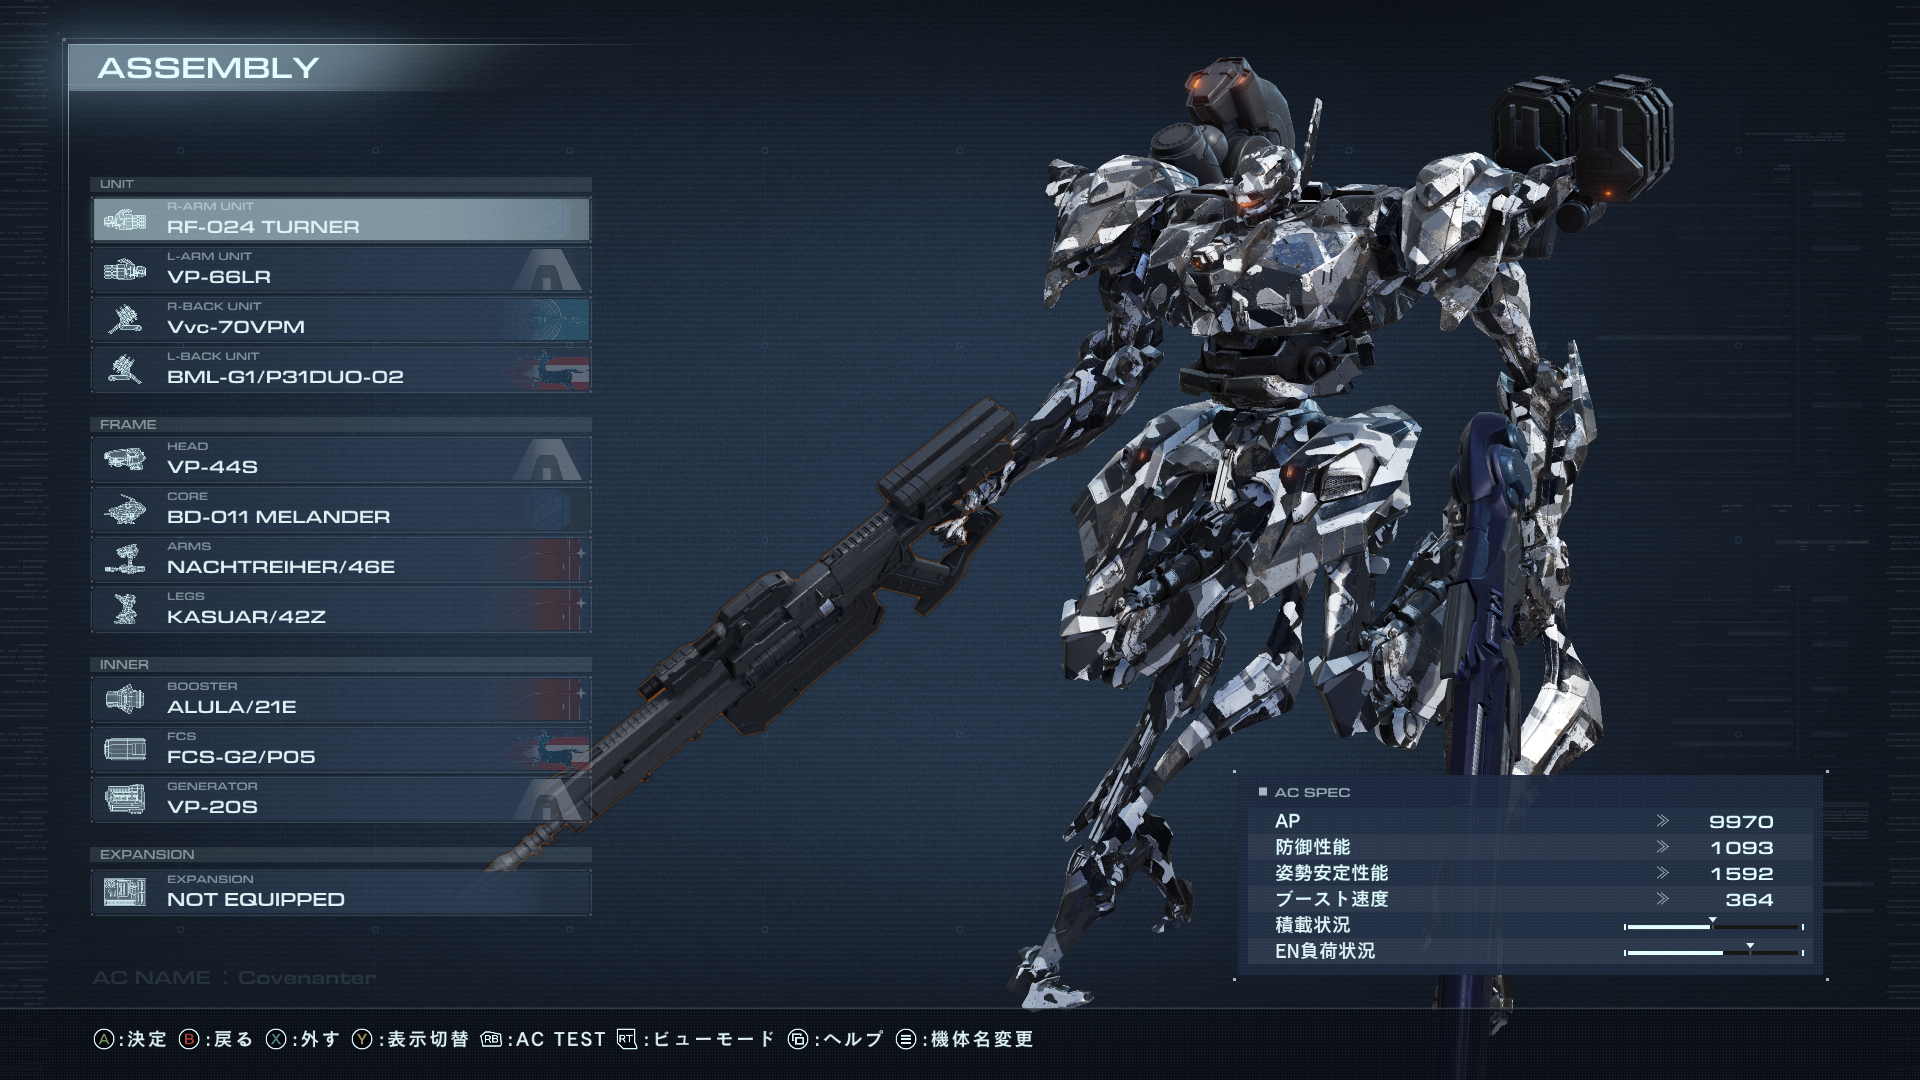 ASSEMBLY
UNIT
R-ARM UNIT
RF-024 TURNER
L-ARM UNIT
VP-66LR
R-BACK UNIT
Vvc-70VPM
L-BACK UNIT
BML-G1/P31DUO-02
FRAME
HEAD
VP-44S
CORE
BD-011 MELANDER
ARMS
NACHTREIHER/46E
LEGS
KASUAR/42Z
INNER
BOOSTER
ALULA/21E
FCS
FCS-G2/P05
GENERATOR
VP-20S
EXPANSION
EXPANSION
NOT EQUIPPED
AC NAME : Covenanter
AC SPEC
AP 9970
防御性能 1093
姿勢安定性能 1592
ブースト速度 364
積載状況
EN負荷状況
A:決定 B:戻る X:外す Y:表示切替 RB:AC TEST RT:ビューモード :ヘルプ :機体名変更